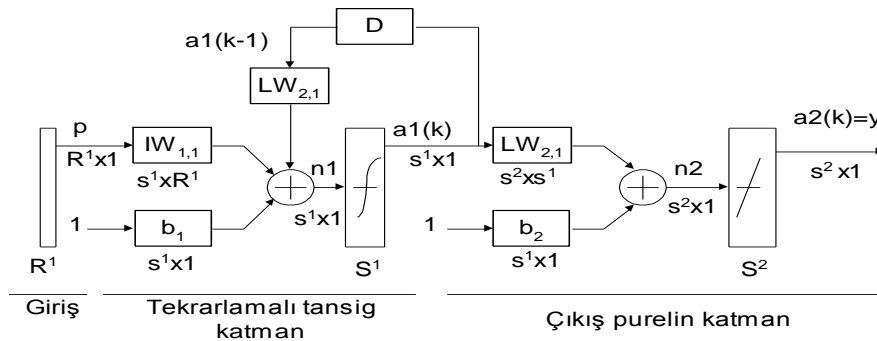 D
a1(k-1)
LW₂,₁
p
R¹x1
IW₁,₁
s¹xR¹
n1
s¹x1
a1(k)
s¹x1
LW₂,₁
s²xs¹
n2
s²x1
a2(k)=y
s²x1
1
b₁
s¹x1
1
b₂
s¹x1
R¹
S¹
S²
Giriş
Tekrarlamalı tansig
katman
Çıkış purelin katman